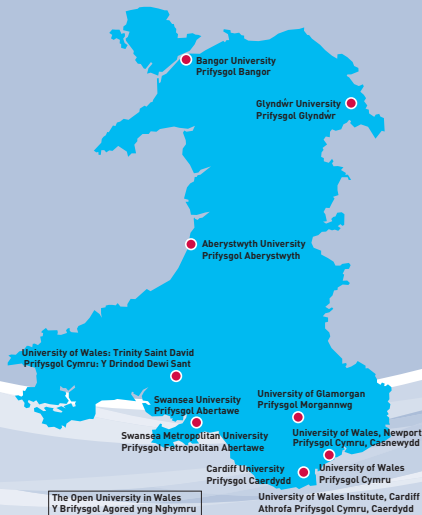 Bangor University
Prifysgol Bangor
Glyndŵr University
Prifysgol Glyndŵr
Aberystwyth University
Prifysgol Aberystwyth
University of Wales: Trinity Saint David
Prifysgol Cymru: Y Drindod Dewi Sant
Swansea University
Prifysgol Abertawe
University of Glamorgan
Prifysgol Morgannwg
Swansea Metropolitan University
Prifysgol Fetropolitan Abertawe
University of Wales, Newport
Prifysgol Cymru, Casnewydd
Cardiff University
Prifysgol Caerdydd
University of Wales
Prifysgol Cymru
The Open University in Wales
Y Brifysgol Agored yng Nghymru
University of Wales Institute, Cardiff
Athrofa Prifysgol Cymru, Caerdydd